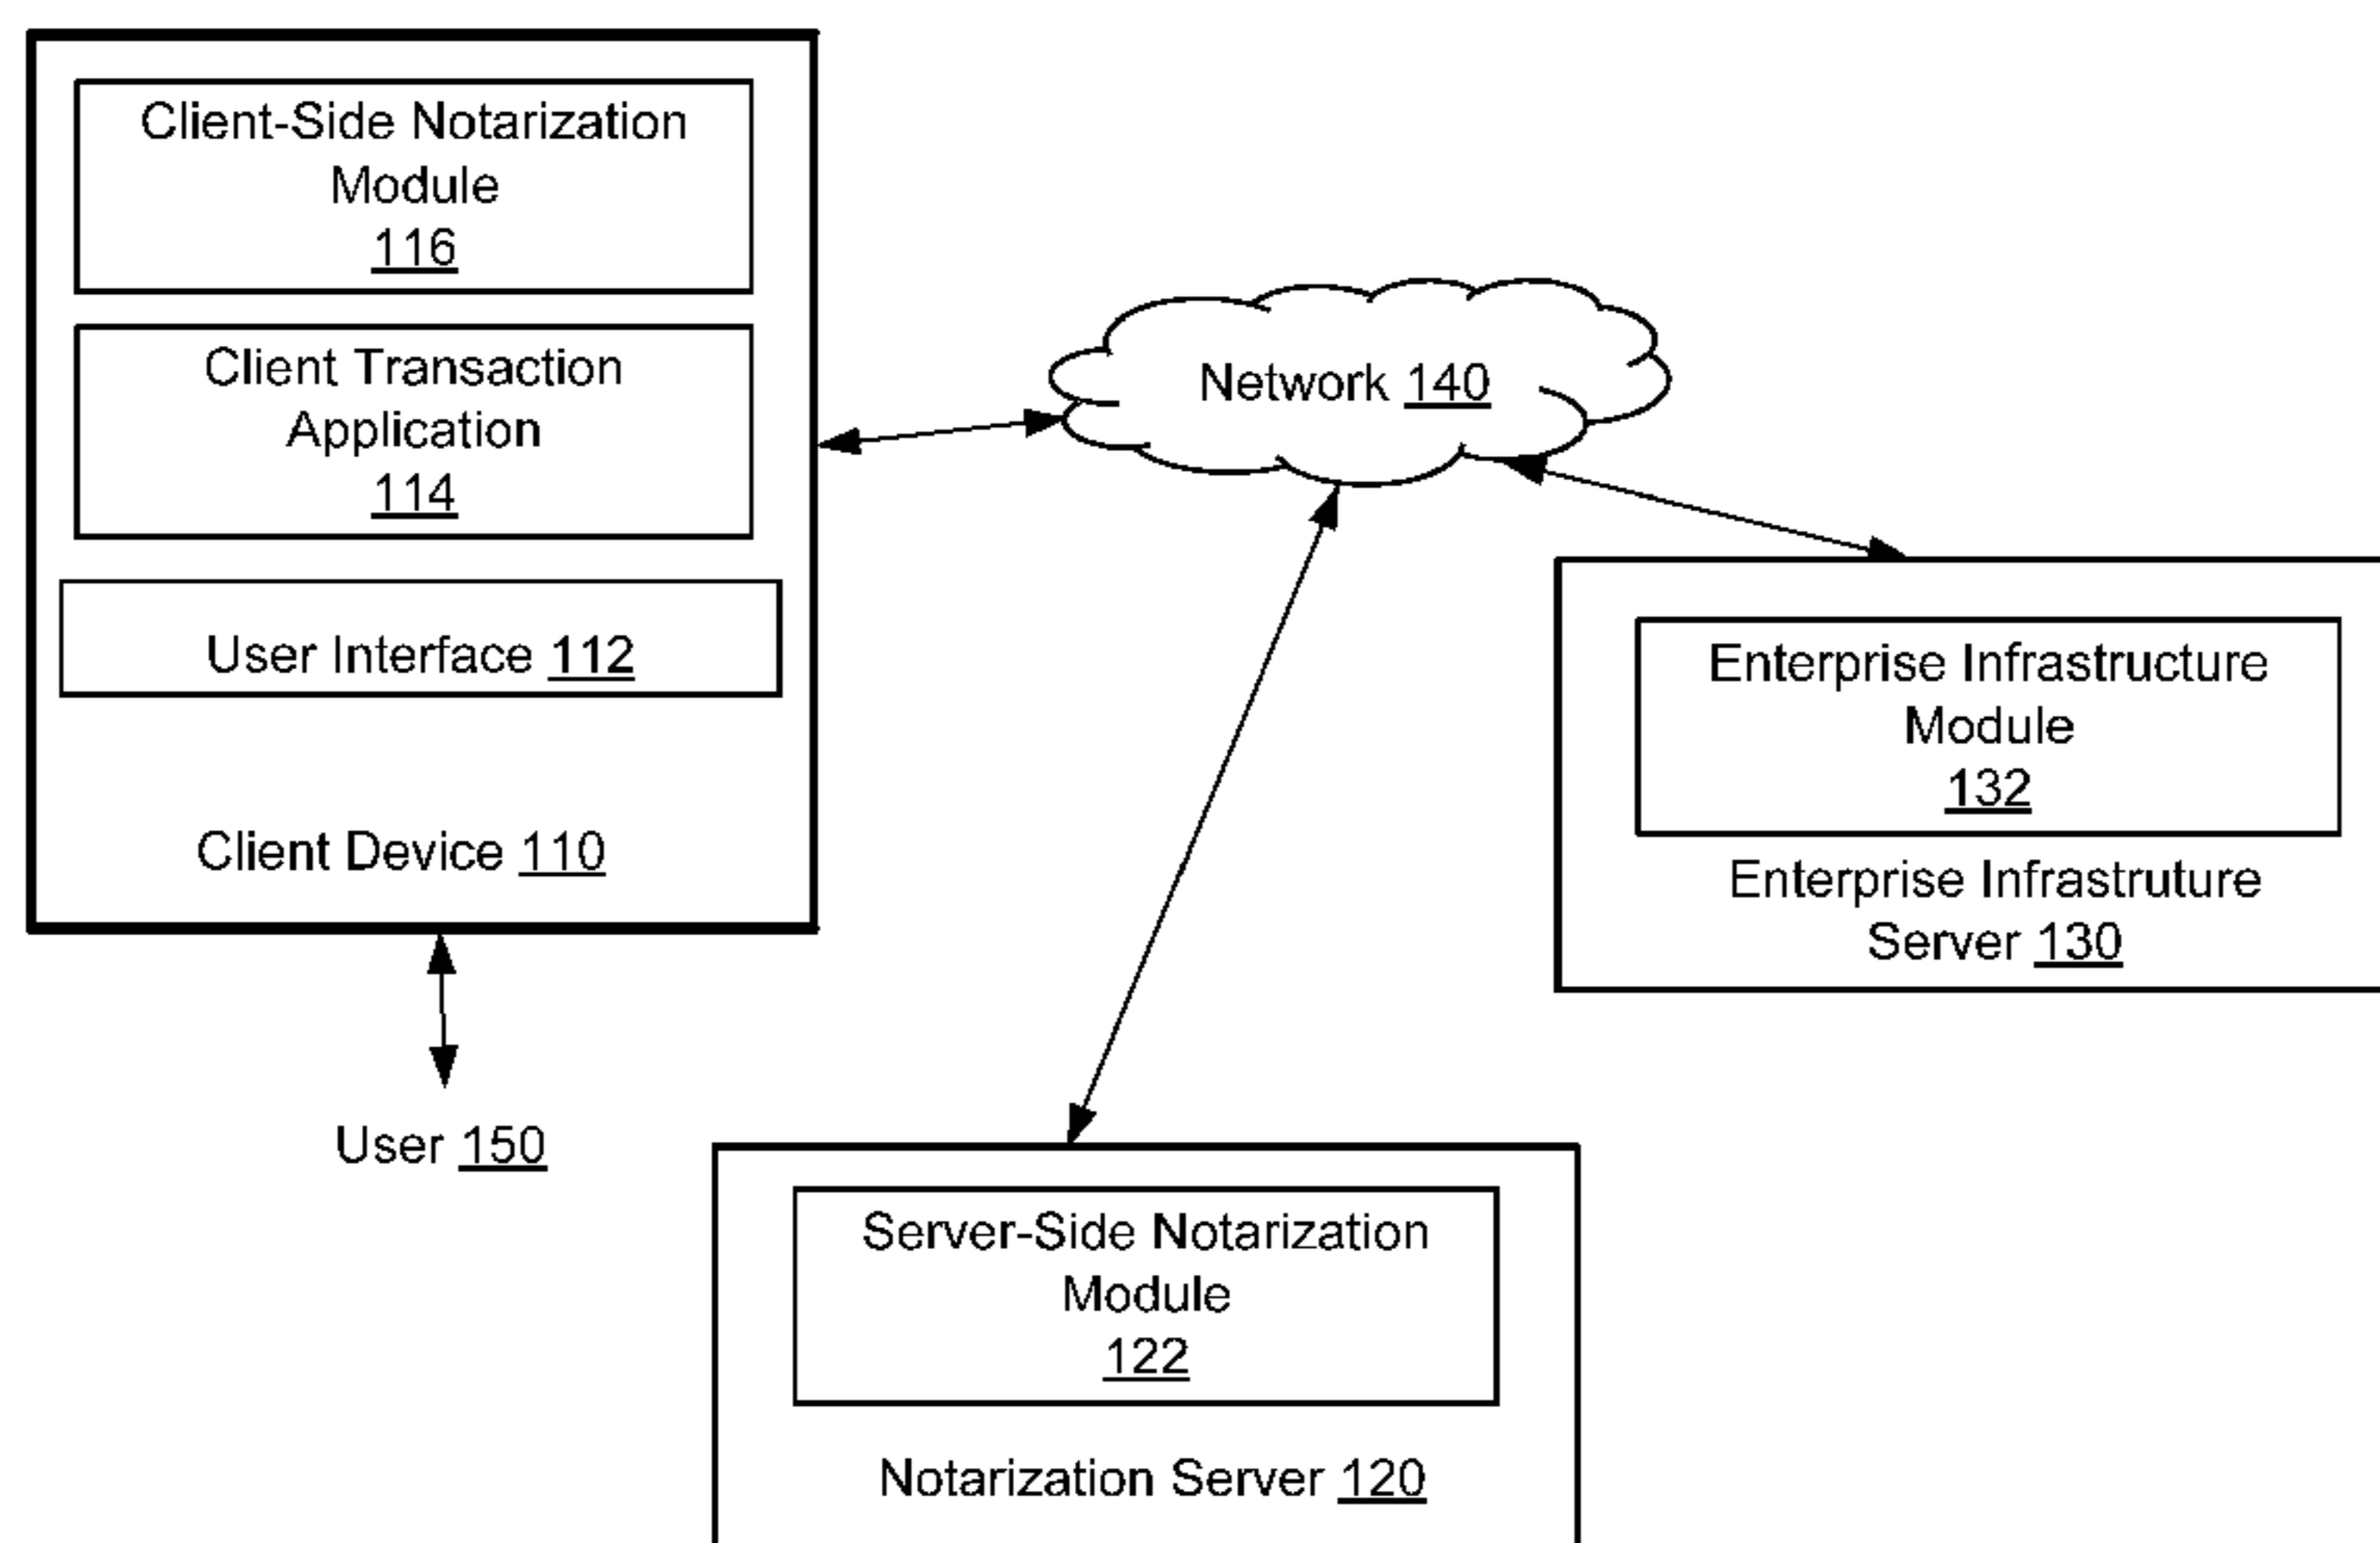 Client-Side Notarization
Module
116
Client Transaction
Application
114
User Interface 112
Client Device 110
User 150
Network 140
Enterprise Infrastructure
Module
132
Enterprise Infrastruture
Server 130
Server-Side Notarization
Module
122
Notarization Server 120